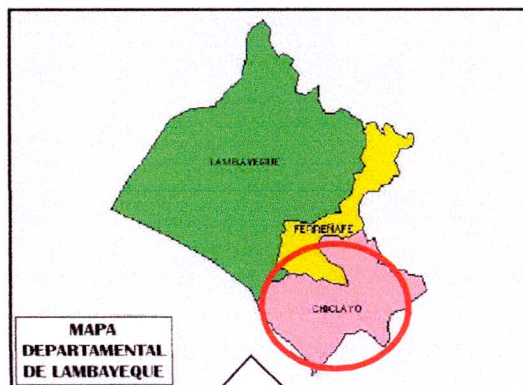 LAMBAYEQUE
FERREÑAFE
CHICLAYO
MAPA
DEPARTAMENTAL
DE LAMBAYEQUE